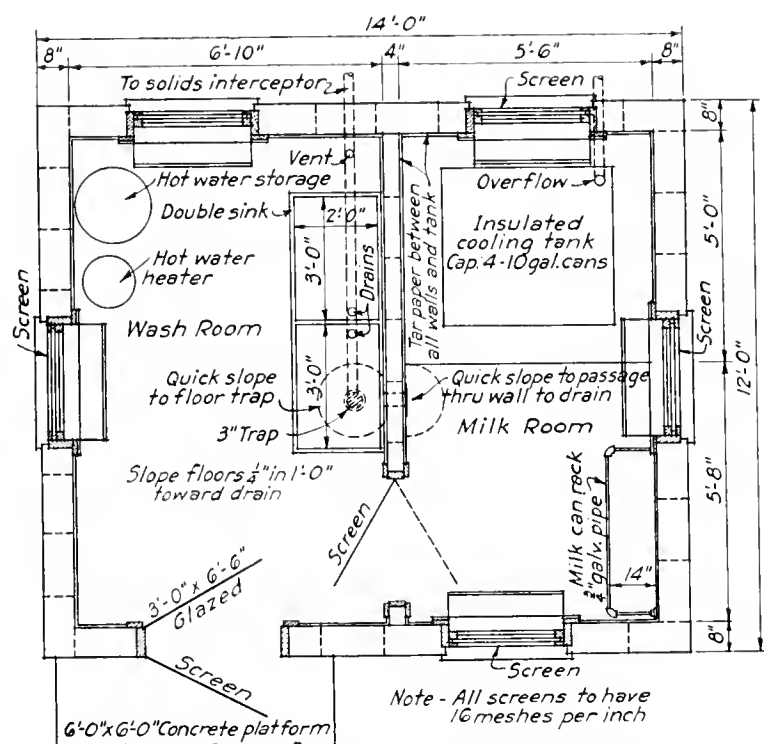 14'-0"
8"
6'-10"
4"
5'-6"
8"
To solids interceptor
Screen
8"
Vent
Hot water storage
Overflow
Double sink
2'-0"
Insulated
cooling tank
Cap. 4-10 gal. cans
5'-0"
Hot water
heater
3'-0"
Drains
Tar paper between
all walls and tank
Screen
Wash Room
Screen
12'-0"
Quick slope
to floor trap
3'-0"
Quick slope to passage
thru wall to drain
3" Trap
Milk Room
Slope floors 1/4" in 1'-0"
toward drain
Screen
Milk can rack
3/4" galv. pipe
14"
5'-8"
3'-0" x 6'-6"
Glazed
8"
Screen
Screen
Note - All screens to have
16 meshes per inch
6'-0"x6'-0" Concrete platform